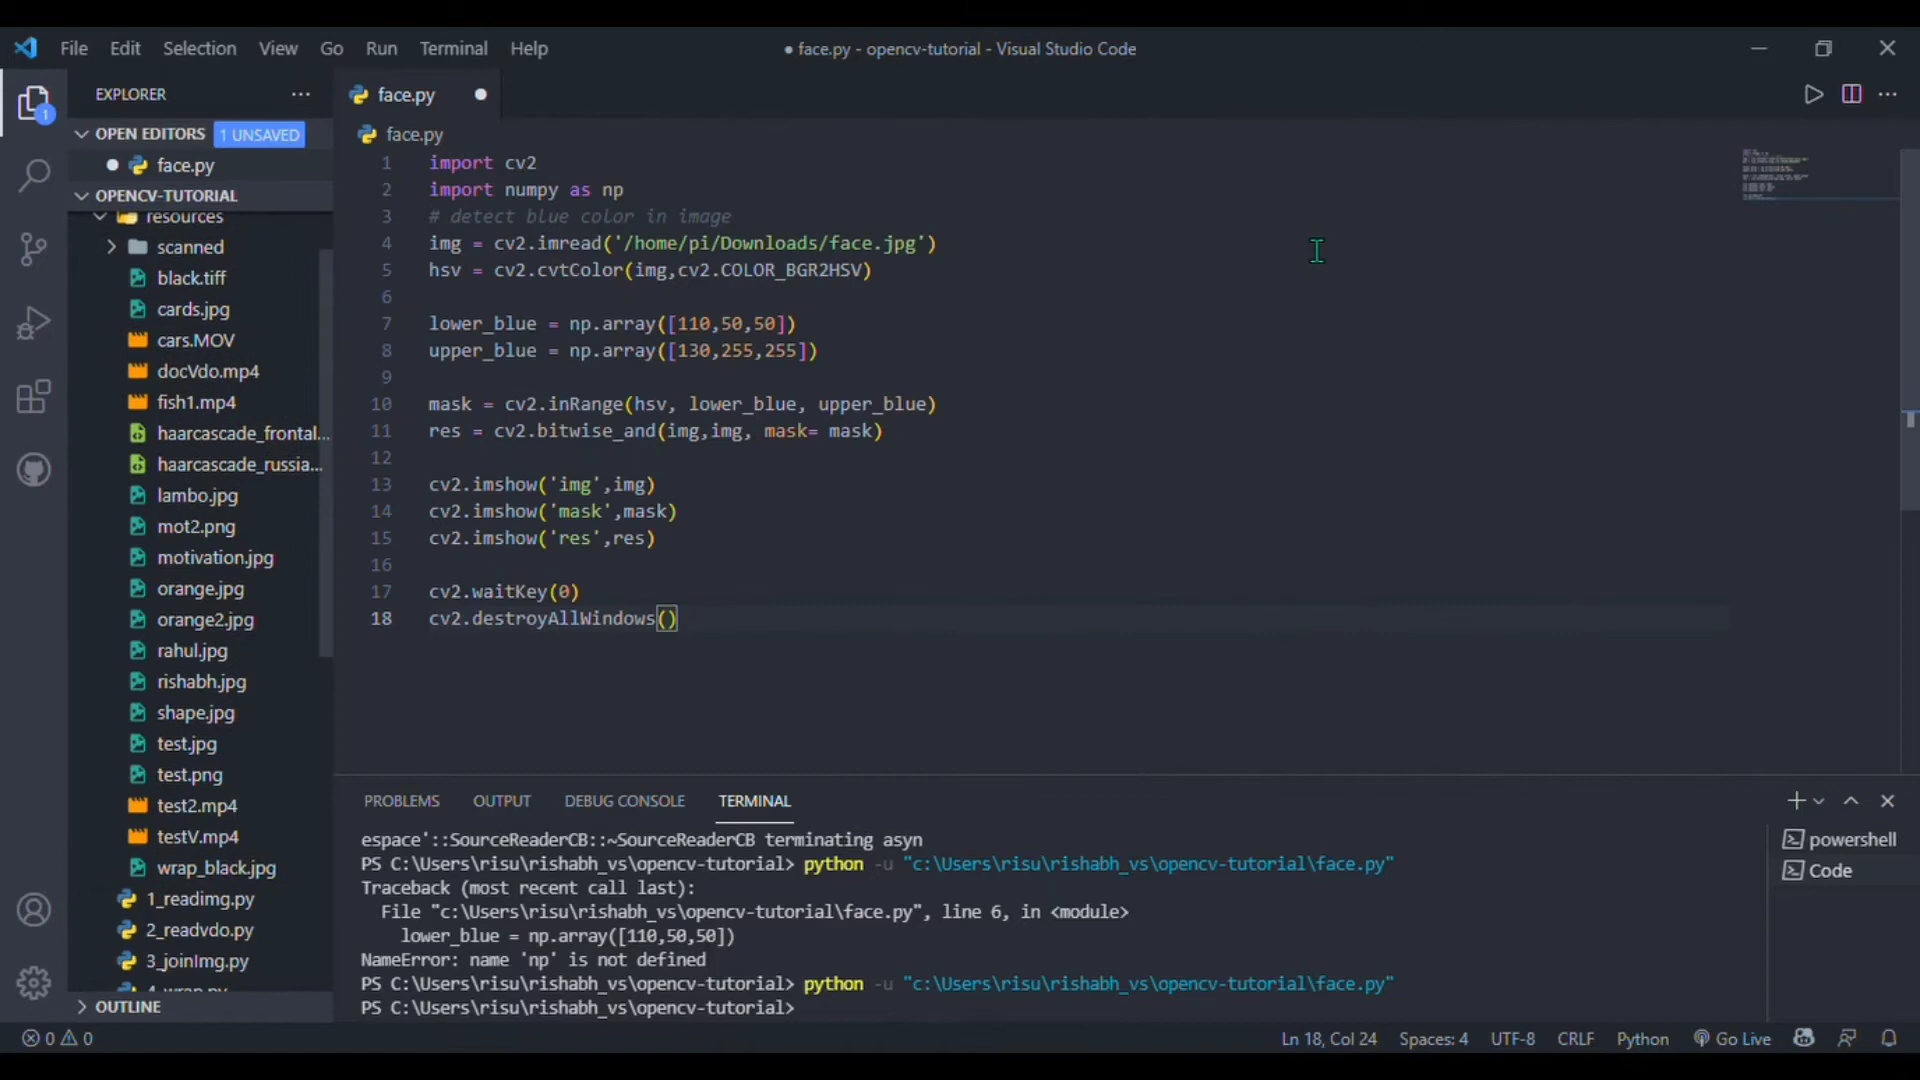 File Edit Selection View Go Run Terminal Help
● face.py - opencv-tutorial - Visual Studio Code
EXPLORER ···
1
OPEN EDITORS 1 UNSAVED
face.py
OPENCV-TUTORIAL
resources
scanned
black.tiff
cards.jpg
cars.MOV
docVdo.mp4
fish1.mp4
haarcascade_frontal...
haarcascade_russia...
lambo.jpg
mot2.png
motivation.jpg
orange.jpg
orange2.jpg
rahul.jpg
rishabh.jpg
shape.jpg
test.jpg
test.png
test2.mp4
testV.mp4
wrap_black.jpg
1_readimg.py
2_readvdo.py
3_joinImg.py
OUTLINE
face.py
face.py
1 import cv2
2 import numpy as np
3 # detect blue color in image
4 img = cv2.imread('/home/pi/Downloads/face.jpg')
5 hsv = cv2.cvtColor(img,cv2.COLOR_BGR2HSV)
6
7 lower_blue = np.array([110,50,50])
8 upper_blue = np.array([130,255,255])
9
10 mask = cv2.inRange(hsv, lower_blue, upper_blue)
11 res = cv2.bitwise_and(img,img, mask= mask)
12
13 cv2.imshow('img',img)
14 cv2.imshow('mask',mask)
15 cv2.imshow('res',res)
16
17 cv2.waitKey(0)
18 cv2.destroyAllWindows()
PROBLEMS OUTPUT DEBUG CONSOLE TERMINAL
espace'::SourceReaderCB::~SourceReaderCB terminating asyn
PS C:\Users\risu\rishabh_vs\opencv-tutorial> python -u "c:\Users\risu\rishabh_vs\opencv-tutorial\face.py"
Traceback (most recent call last):
File "c:\Users\risu\rishabh_vs\opencv-tutorial\face.py", line 6, in <module>
lower_blue = np.array([110,50,50])
NameError: name 'np' is not defined
PS C:\Users\risu\rishabh_vs\opencv-tutorial> python -u "c:\Users\risu\rishabh_vs\opencv-tutorial\face.py"
PS C:\Users\risu\rishabh_vs\opencv-tutorial>
powershell
Code
0 0
Ln 18, Col 24 Spaces: 4 UTF-8 CRLF Python Go Live